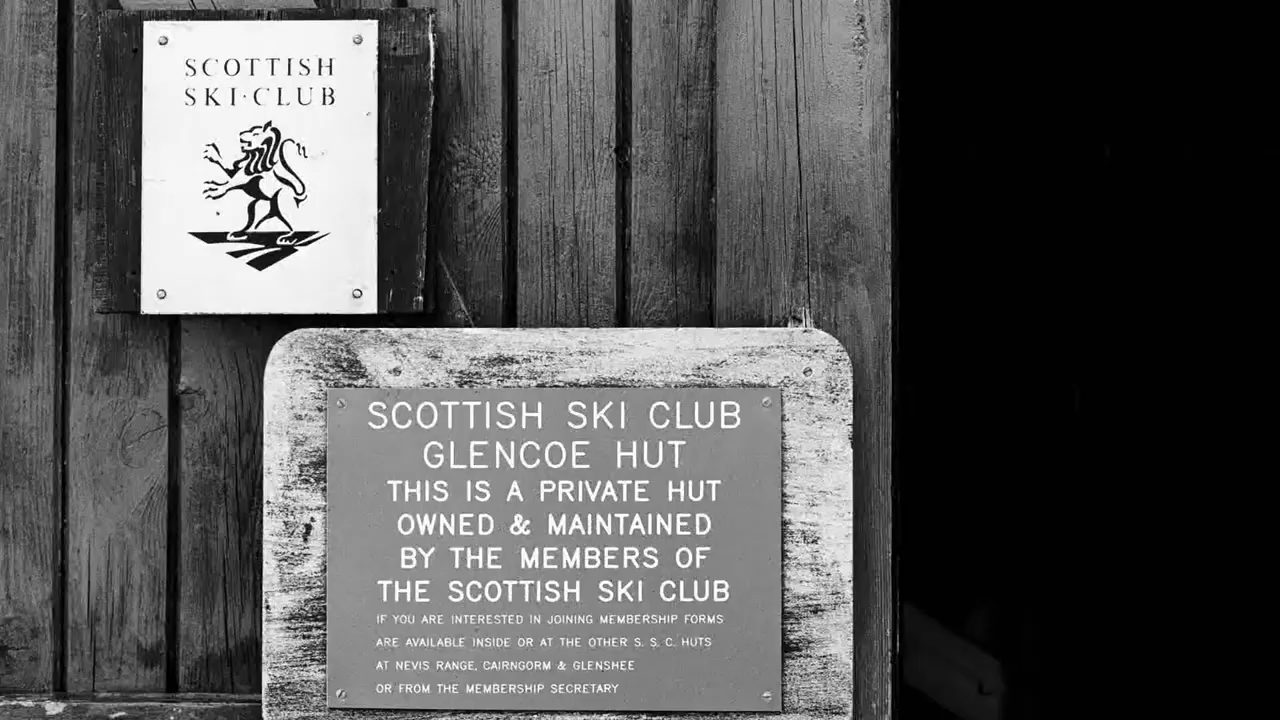 SCOTTISH
SKI·CLUB
SCOTTISH SKI CLUB
GLENCOE HUT
THIS IS A PRIVATE HUT
OWNED & MAINTAINED
BY THE MEMBERS OF
THE SCOTTISH SKI CLUB
IF YOU ARE INTERESTED IN JOINING MEMBERSHIP FORMS
ARE AVAILABLE INSIDE OR AT THE OTHER S. S. C. HUTS
AT NEVIS RANGE, CAIRNGORM & GLENSHEE
OR FROM THE MEMBERSHIP SECRETARY